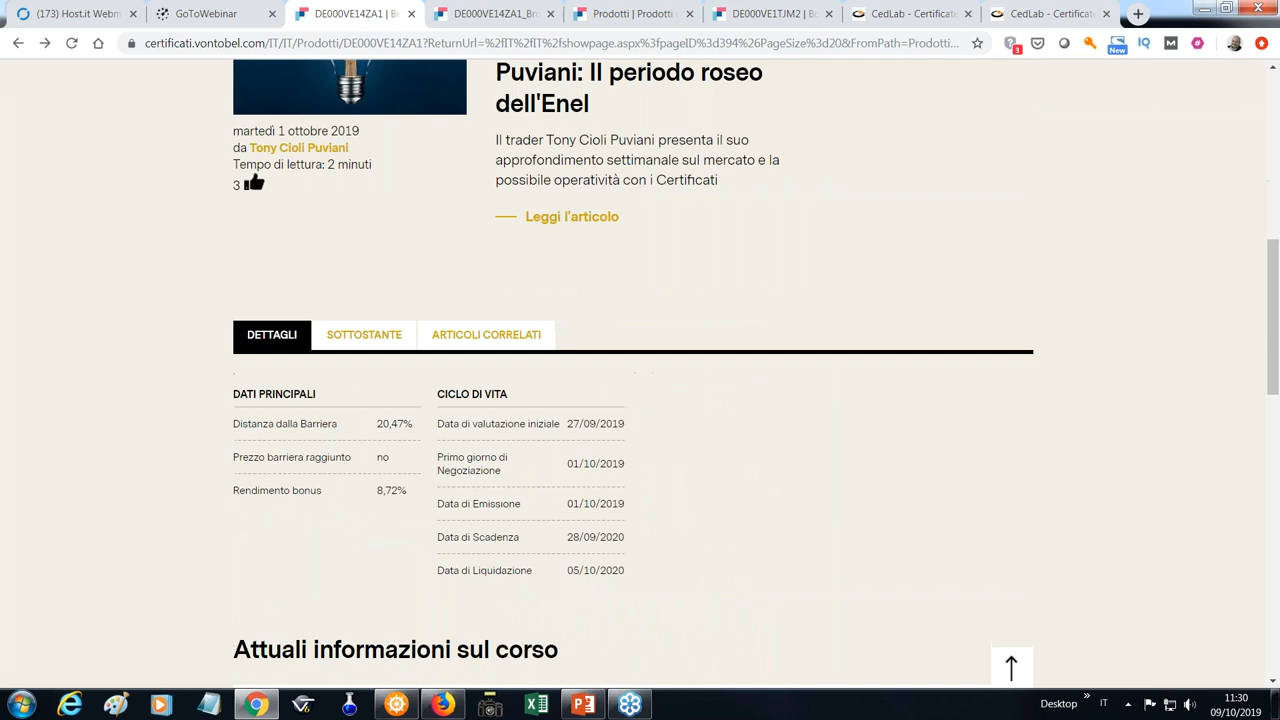 (173) Host.it Webm
GoToWebinar
DE000VE14ZA1 | Bo
DE000VE14ZA1_Bro
Prodotti | Prodotti e
DE000VE1TJM2 | Bo
CedLab - Certificate
CedLab - Certificate
certificati.vontobel.com/IT/IT/Prodotti/DE000VE14ZA1?ReturnUrl=%2fIT%2fIT%2fshowpage.aspx%3fpageID%3d394%26PageSize%3d20&FromPath=Prodotti...
3
New
IQ
M
Puviani: Il periodo roseo
dell'Enel
martedì 1 ottobre 2019
da Tony Cioli Puviani
Tempo di lettura: 2 minuti
3
Il trader Tony Cioli Puviani presenta il suo
approfondimento settimanale sul mercato e la
possibile operatività con i Certificati
Leggi l'articolo
DETTAGLI SOTTOSTANTE ARTICOLI CORRELATI
DATI PRINCIPALI
Distanza dalla Barriera 20,47%
Prezzo barriera raggiunto no
Rendimento bonus 8,72%
CICLO DI VITA
Data di valutazione iniziale 27/09/2019
Primo giorno di
Negoziazione 01/10/2019
Data di Emissione 01/10/2019
Data di Scadenza 28/09/2020
Data di Liquidazione 05/10/2020
Attuali informazioni sul corso
Desktop
IT
11:30
09/10/2019